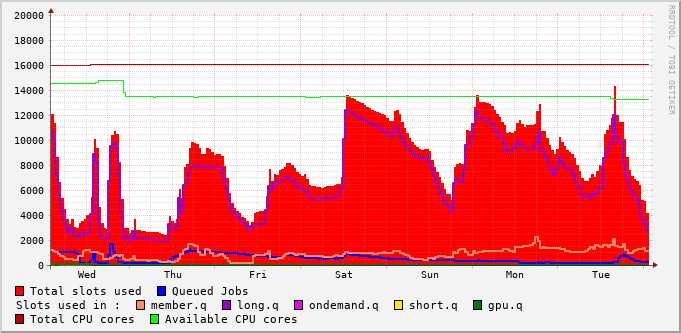 20000
18000
16000
14000
12000
10000
8000
6000
4000
2000
0
Wed Thu Fri Sat Sun Mon Tue
RRDTOOL / TOBI OETIKER
Total slots used Queued Jobs
Slots used in : member.q long.q ondemand.q short.q gpu.q
Total CPU cores Available CPU cores